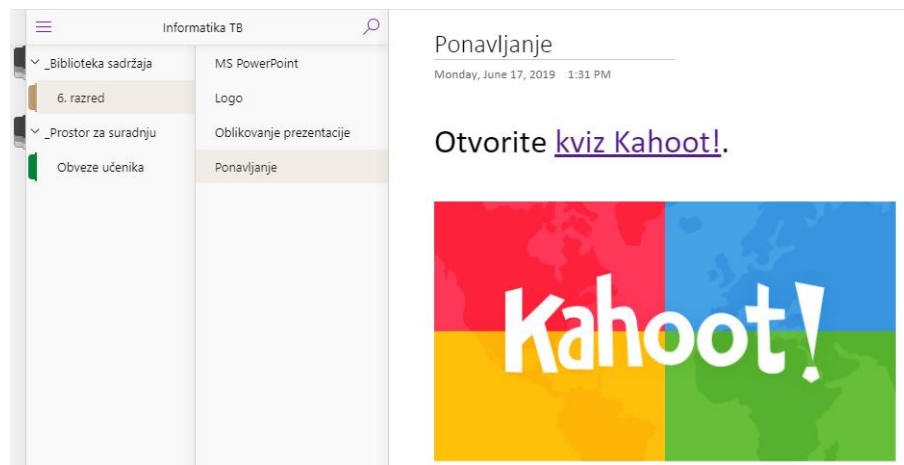 Informatika TB
_Biblioteka sadržaja
6. razred
_Prostor za suradnju
Obveze učenika
MS PowerPoint
Logo
Oblikovanje prezentacije
Ponavljanje
Ponavljanje
Monday, June 17, 2019 1:31 PM
Otvorite kviz Kahoot!.
Kahoot!